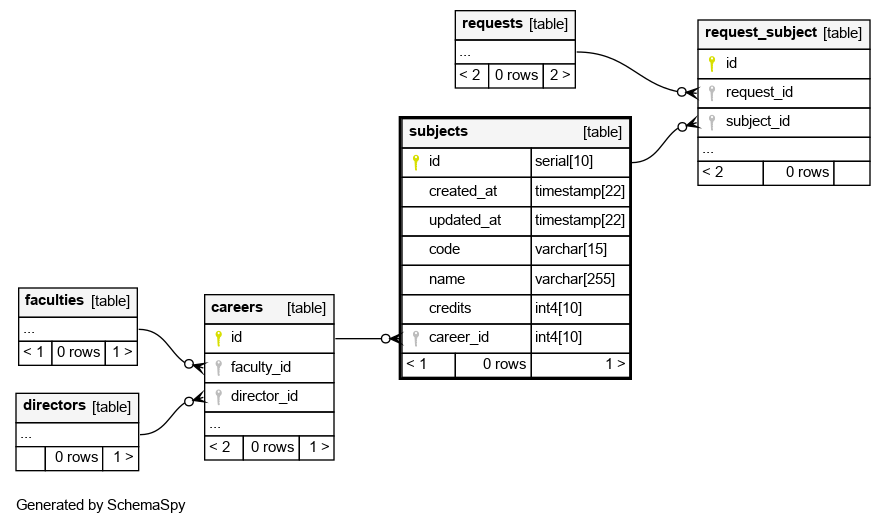 requests [table]
...
< 2 0 rows 2 >
request_subject [table]
id
request_id
subject_id
...
< 2 0 rows
subjects [table]
id serial[10]
created_at timestamp[22]
updated_at timestamp[22]
code varchar[15]
name varchar[255]
credits int4[10]
career_id int4[10]
< 1 0 rows 1 >
faculties [table]
...
< 1 0 rows 1 >
careers [table]
id
faculty_id
director_id
...
< 2 0 rows 1 >
directors [table]
...
0 rows 1 >
Generated by SchemaSpy